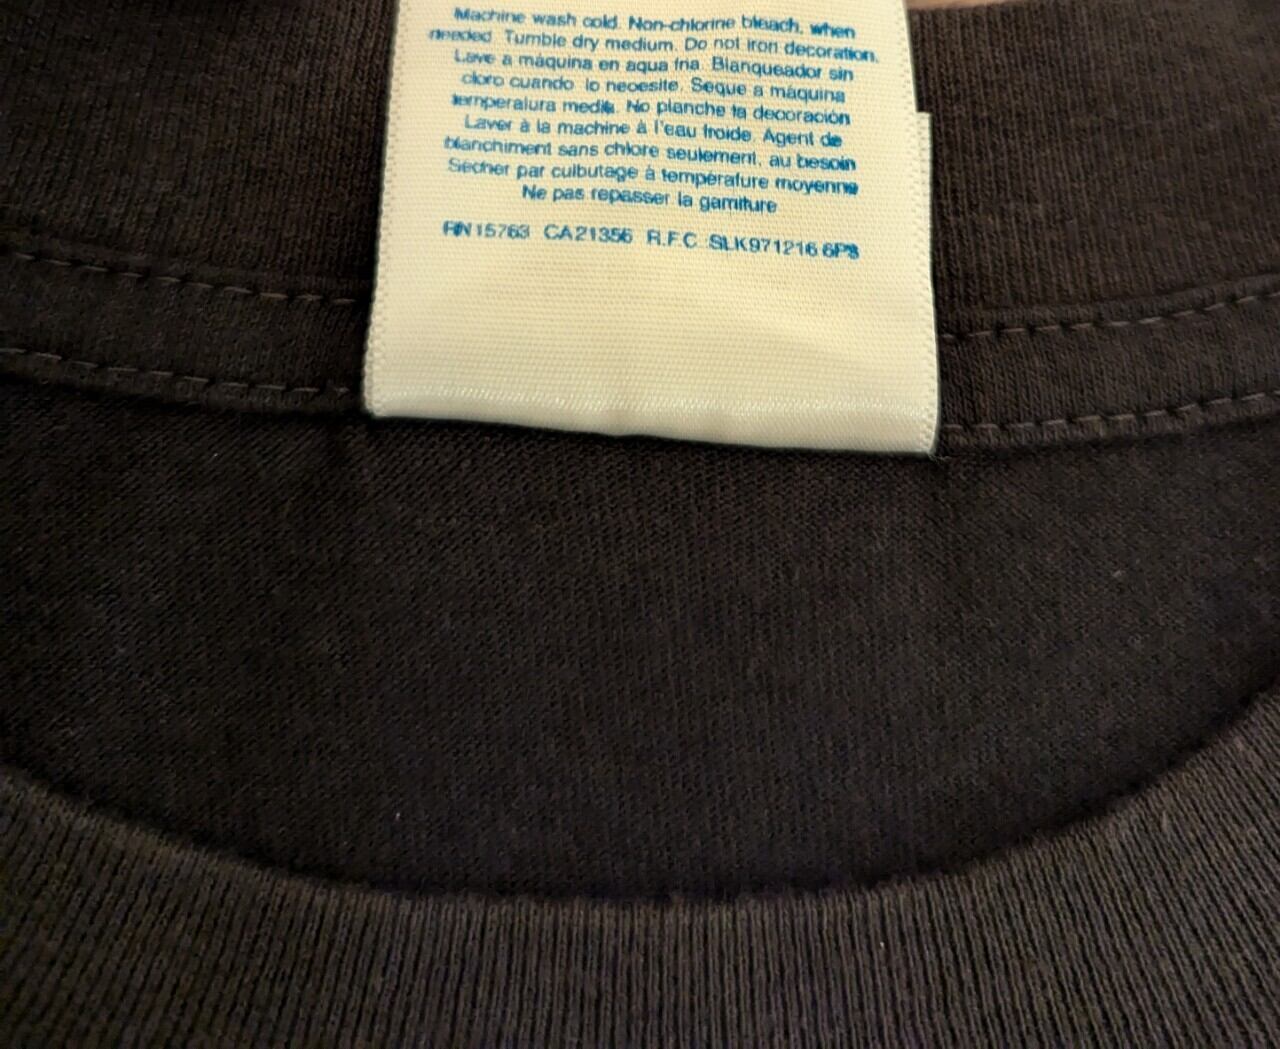 Machine wash cold. Non-chlorine bleach, when
needed. Tumble dry medium. Do not iron decoration.
Lave a máquina en aqua fria. Blanqueador sin
cloro cuando lo necesite. Seque a máquina
temperatura media. No planche la decoración
Laver à la machine à l'eau froide. Agent de
blanchiment sans chlore seulement, au besoin
Sécher par culbutage à température moyenne
Ne pas repasser la garniture
RN15763 CA21356 R.F.C. SLK971216 6P8